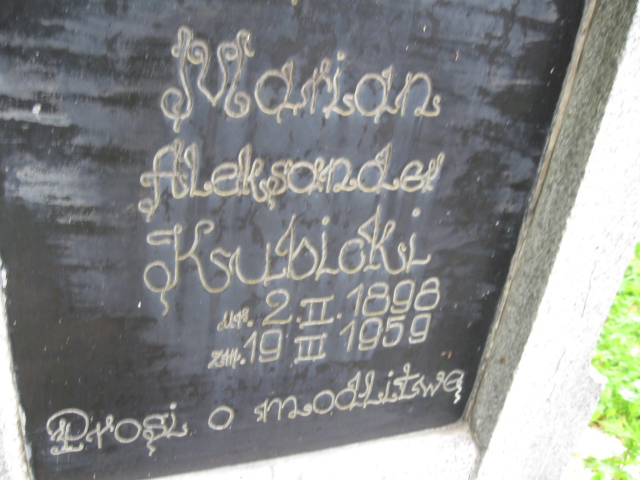 Marian
Aleksander
Kubicki
ur. 2.II.1898
zm. 19 III 1959
Prosi o modlitwę